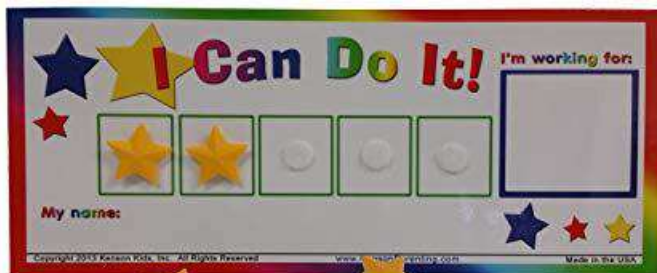 I Can Do It!
I'm working for:
My name:
Copyright 2013 Kenson Kids, Inc. All Rights Reserved
Made in the USA